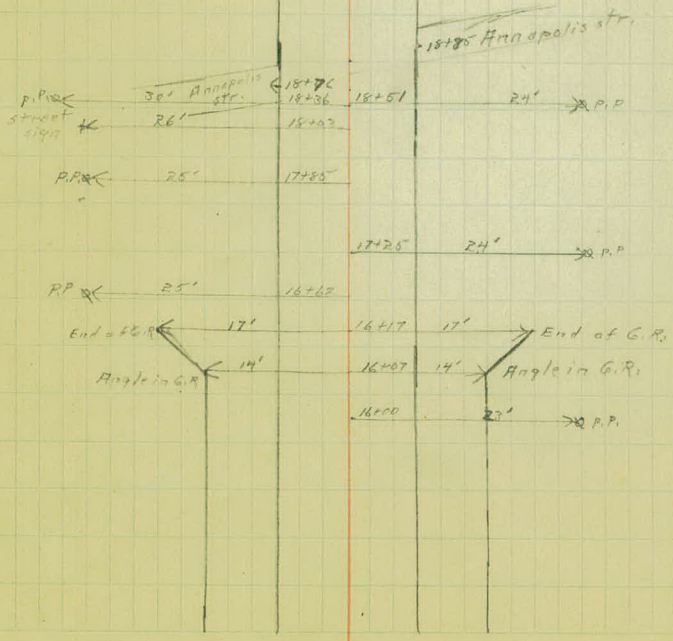 18+85 Annapolis str.
P.P. 30' Annapolis str. 18+76
18+36 18+51 24' P.P
street sign 26' 18+03
P.P. 25' 17+85
17+25 24' P.P
P.P 25' 16+62
End of G.R. 17' 16+17 17' End of G.R.
Angle in G.R 14' 16+07 14' Angle in G.R.
16+00 23' P.P.